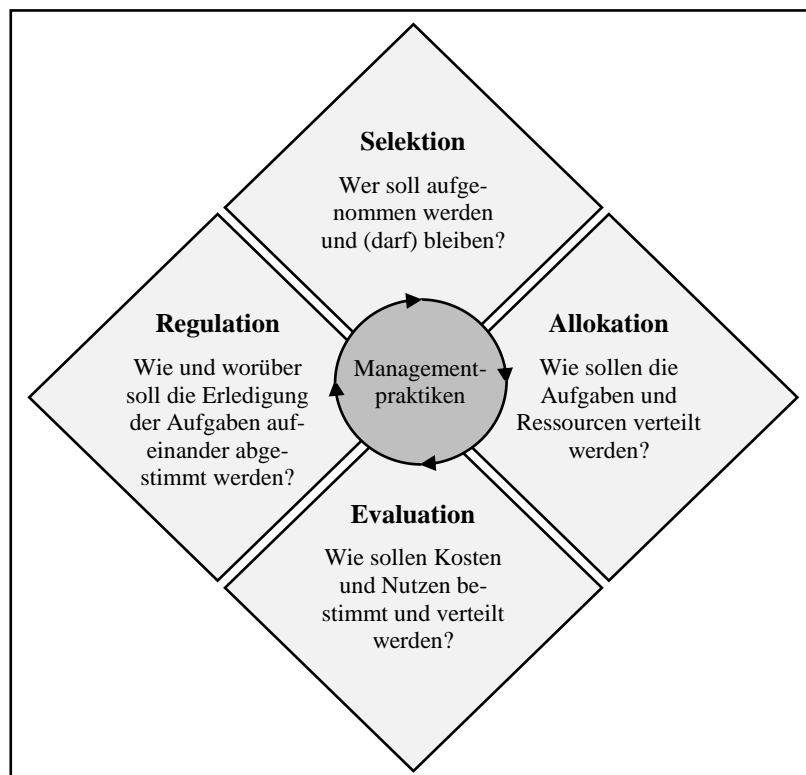 Selektion
Wer soll aufge-
nommen werden
und (darf) bleiben?
Regulation
Wie und worüber
soll die Erledigung
der Aufgaben auf-
einander abge-
stimmt werden?
Management-
praktiken
Allokation
Wie sollen die
Aufgaben und
Ressourcen verteilt
werden?
Evaluation
Wie sollen Kosten
und Nutzen be-
stimmt und verteilt
werden?